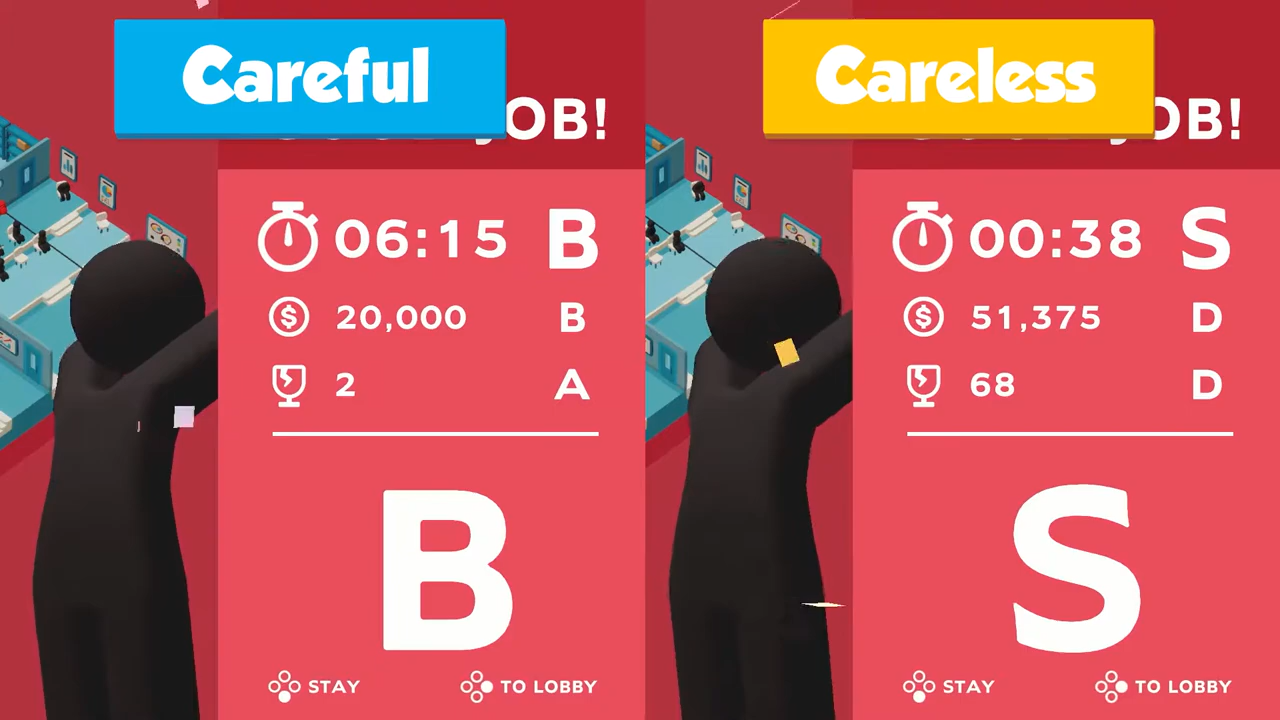 Careful
OB!
06:15 B
20,000 B
2 A
B
STAY
TO LOBBY
Careless
OB!
00:38 S
51,375 D
68 D
S
STAY
TO LOBBY